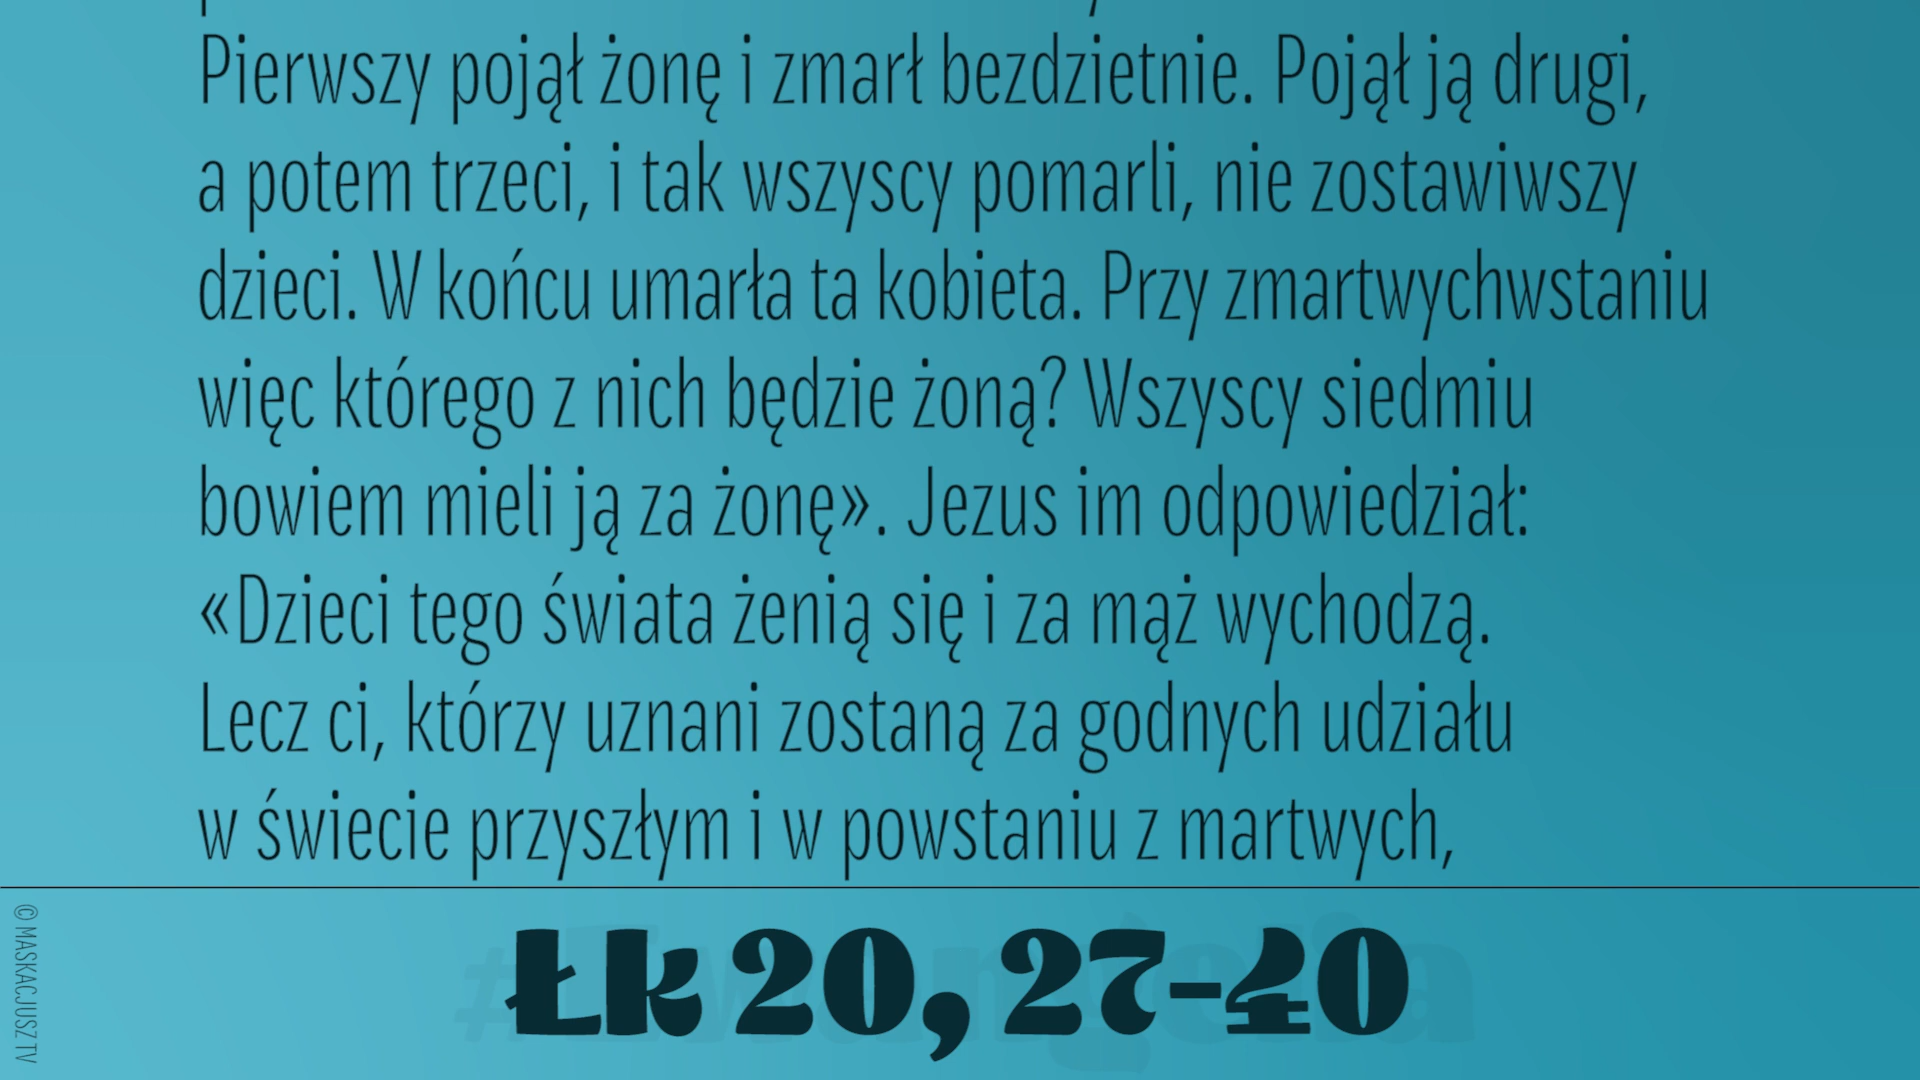 Pierwszy pojął żonę i zmarł bezdzietnie. Pojął ją drugi,
a potem trzeci, i tak wszyscy pomarli, nie zostawiwszy
dzieci. W końcu umarła ta kobieta. Przy zmartwychwstaniu
więc którego z nich będzie żoną? Wszyscy siedmiu
bowiem mieli ją za żonę». Jezus im odpowiedział:
«Dzieci tego świata żenią się i za mąż wychodzą.
Lecz ci, którzy uznani zostaną za godnych udziału
w świecie przyszłym i w powstaniu z martwych,
Łk 20, 27-40
© MASKACJUSZ TV